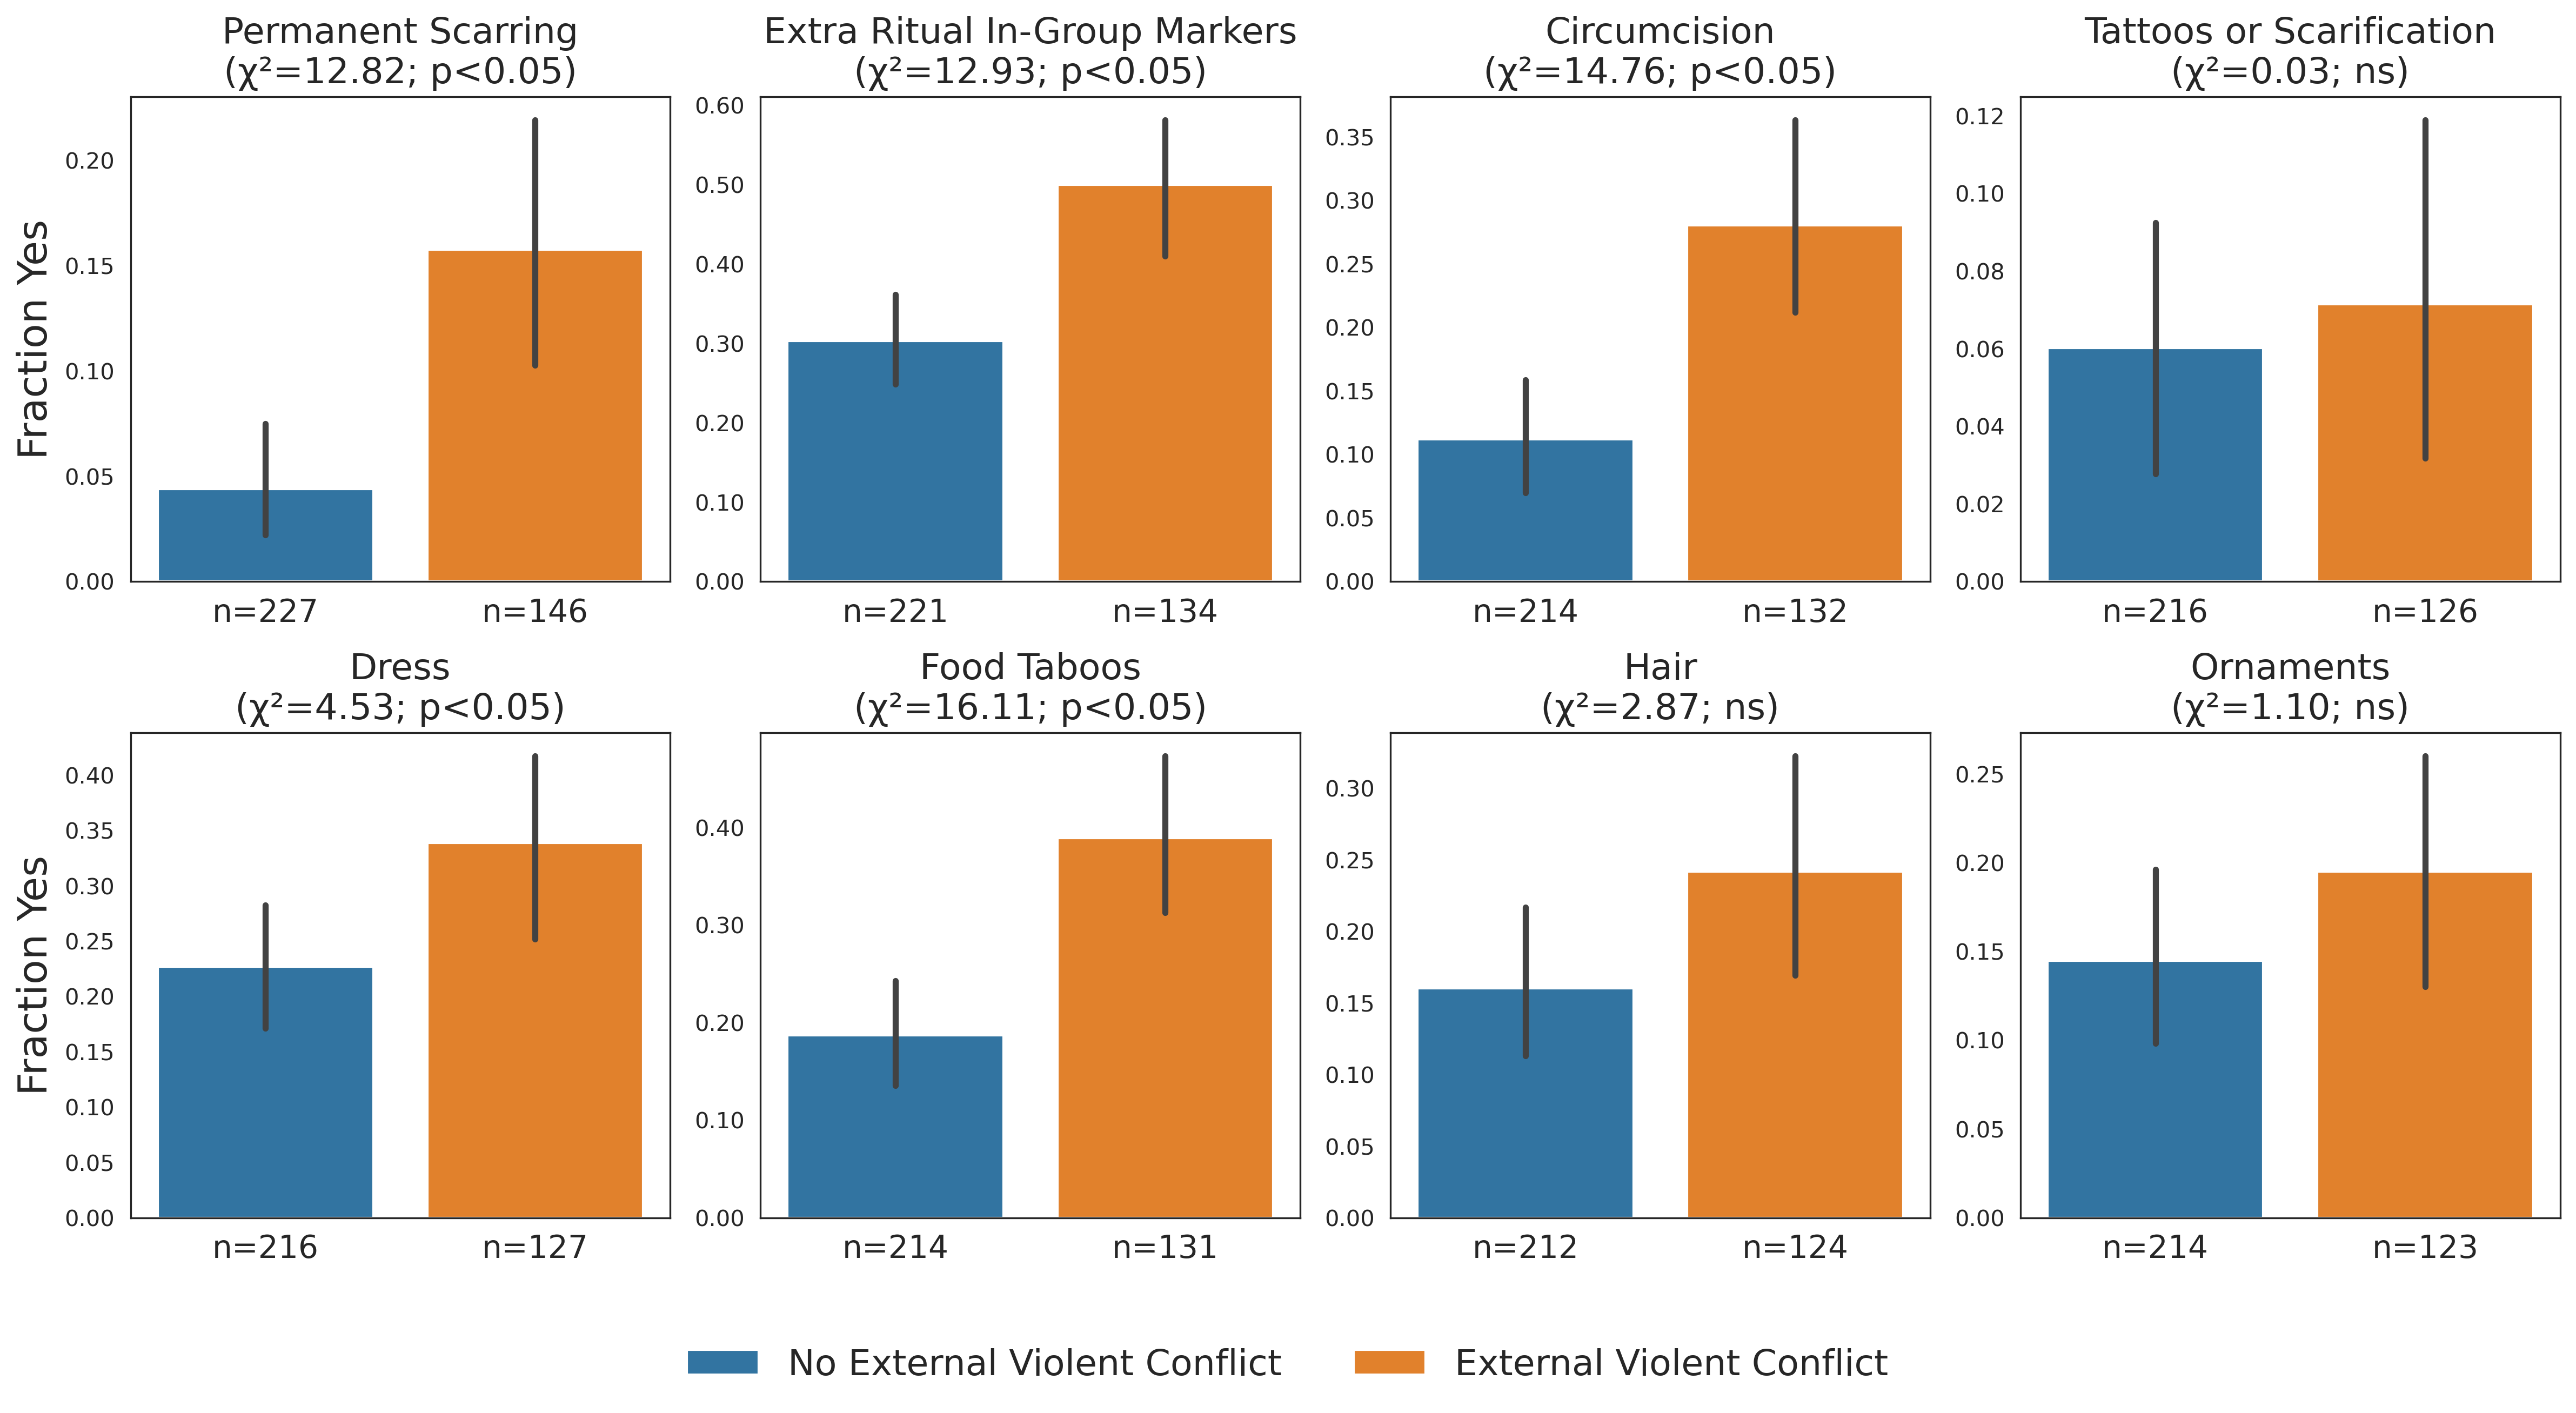 Permanent Scarring
(χ²=12.82; p<0.05)
Fraction Yes
0.20
0.15
0.10
0.05
0.00
n=227 n=146
Extra Ritual In-Group Markers
(χ²=12.93; p<0.05)
0.60
0.50
0.40
0.30
0.20
0.10
0.00
n=221 n=134
Circumcision
(χ²=14.76; p<0.05)
0.35
0.30
0.25
0.20
0.15
0.10
0.05
0.00
n=214 n=132
Tattoos or Scarification
(χ²=0.03; ns)
0.12
0.10
0.08
0.06
0.04
0.02
0.00
n=216 n=126
Dress
(χ²=4.53; p<0.05)
Fraction Yes
0.40
0.35
0.30
0.25
0.20
0.15
0.10
0.05
0.00
n=216 n=127
Food Taboos
(χ²=16.11; p<0.05)
0.40
0.30
0.20
0.10
0.00
n=214 n=131
Hair
(χ²=2.87; ns)
0.30
0.25
0.20
0.15
0.10
0.05
0.00
n=212 n=124
Ornaments
(χ²=1.10; ns)
0.25
0.20
0.15
0.10
0.05
0.00
n=214 n=123
No External Violent Conflict External Violent Conflict